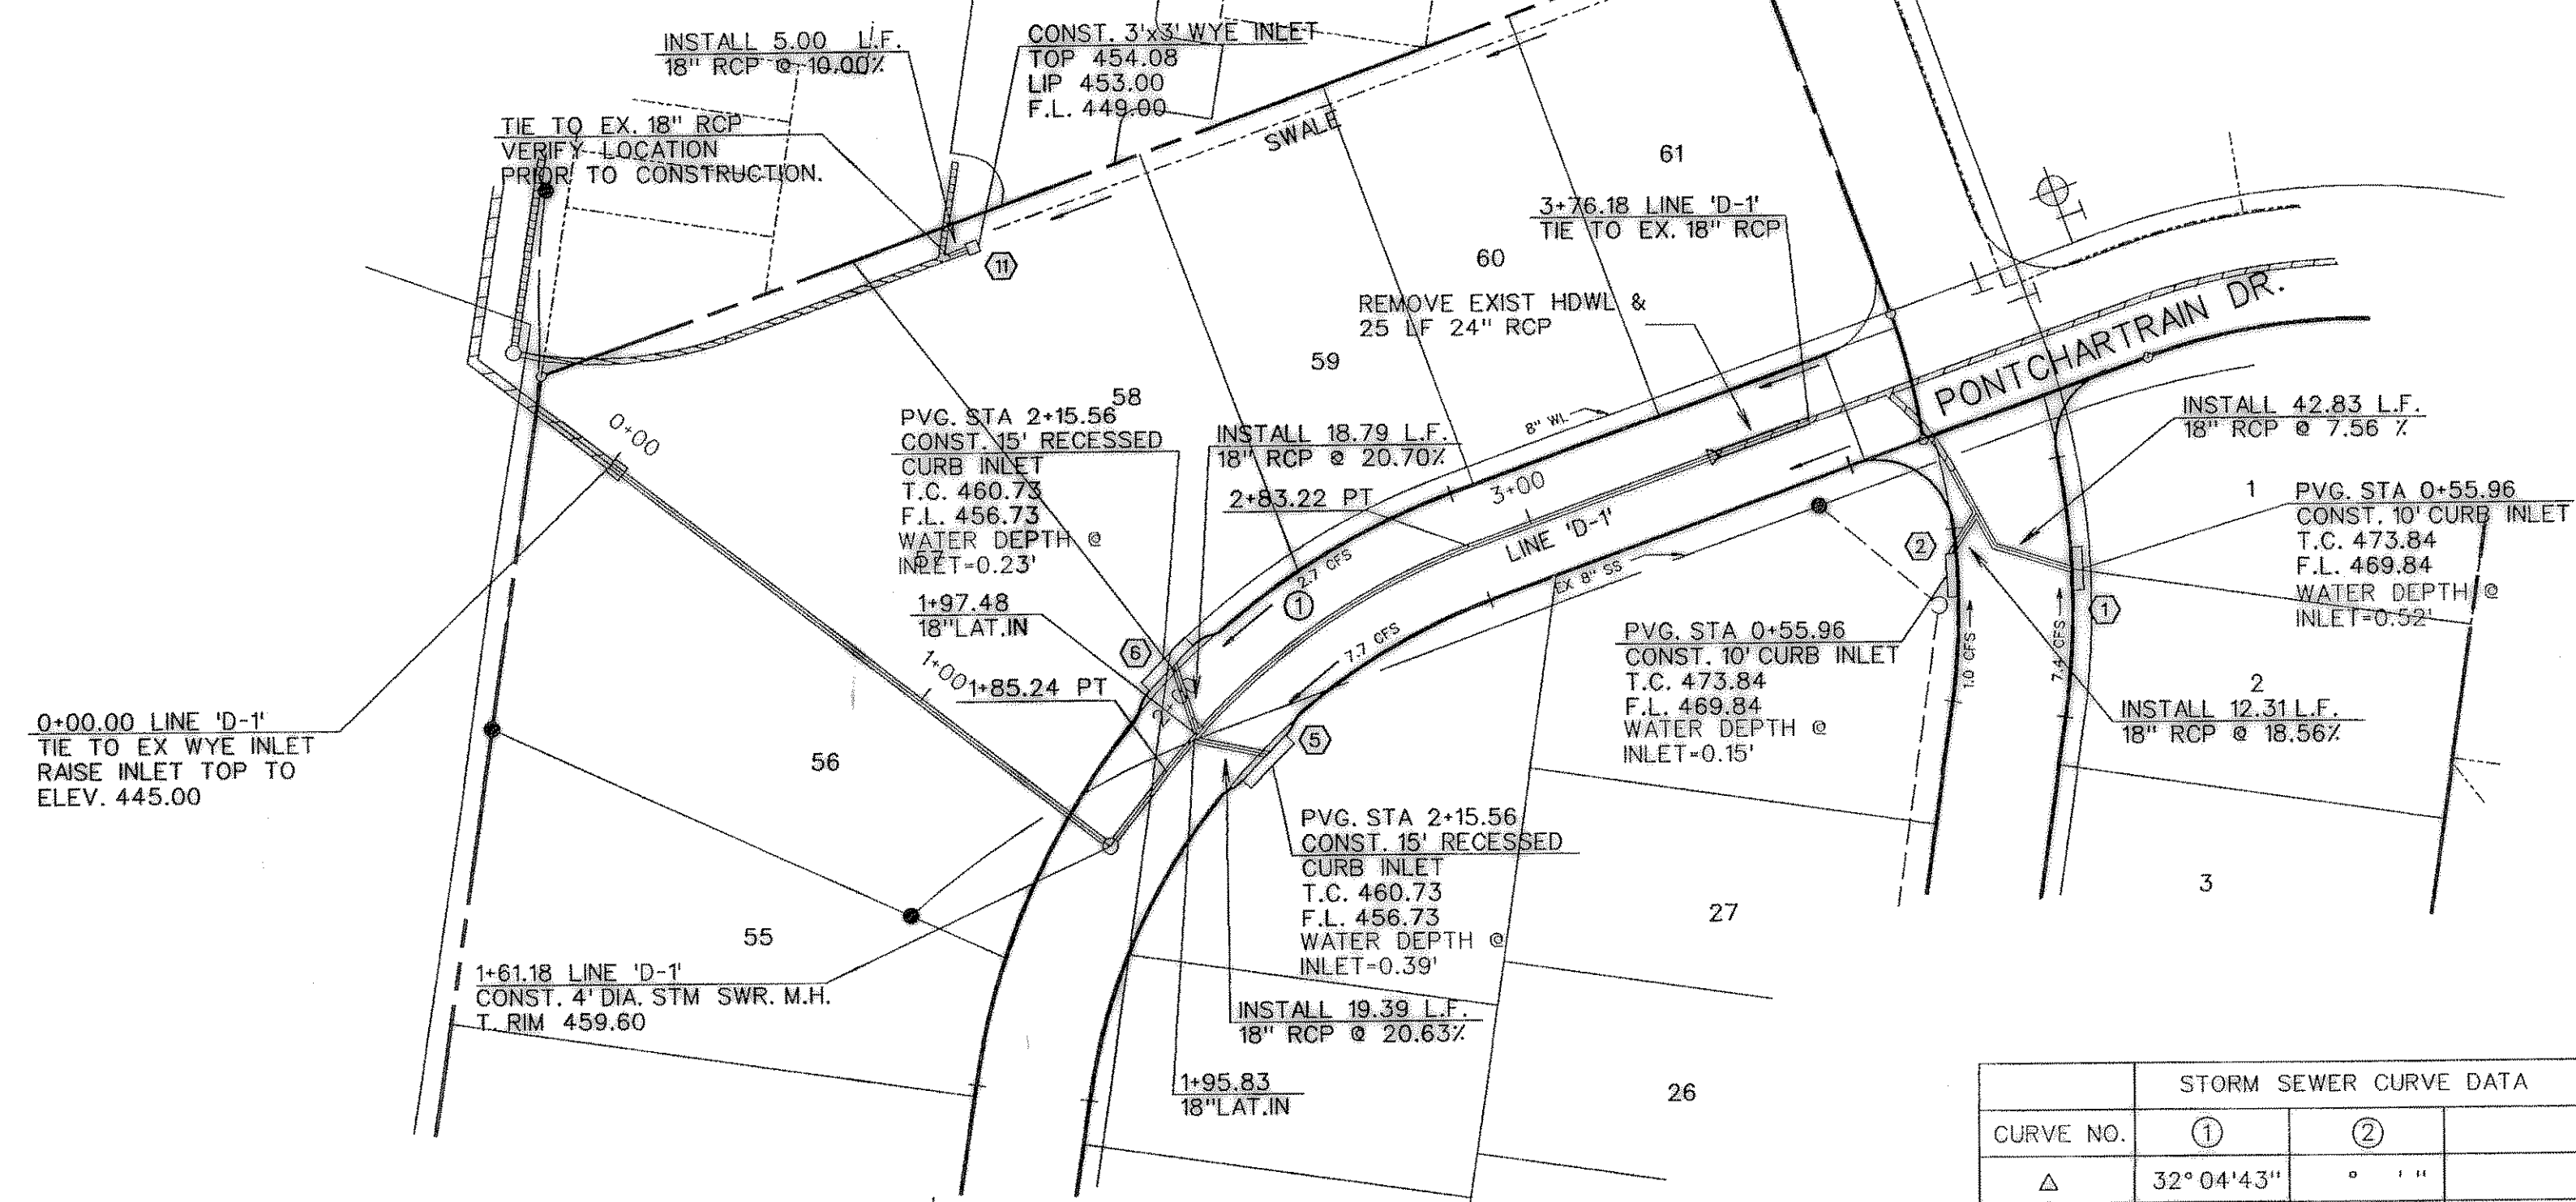 INSTALL 5.00 L.F.
18" RCP @ 10.00%
CONST. 3'x3' WYE INLET
TOP 454.08
LIP 453.00
F.L. 449.00
TIE TO EX. 18" RCP
VERIFY LOCATION
PRIOR TO CONSTRUCTION.
SWALE
61
3+76.18 LINE 'D-1'
TIE TO EX. 18" RCP
11
60
REMOVE EXIST HDWL &
25 LF 24" RCP
PONTCHARTRAIN DR.
59
58
8" WL
0+00
PVG. STA 2+15.56
CONST. 15' RECESSED
CURB INLET
T.C. 460.73
F.L. 456.73
WATER DEPTH @
INLET=0.23'
57
INSTALL 18.79 L.F.
18" RCP @ 20.70%
2+83.22 PT
3+00
LINE 'D-1'
EX 8" SS
INSTALL 42.83 L.F.
18" RCP @ 7.56 %
1
PVG. STA 0+55.96
CONST. 10' CURB INLET
T.C. 473.84
F.L. 469.84
WATER DEPTH @
INLET=0.52'
2
1
2.7 CFS
1
1+97.48
18"LAT.IN
6
1+00
1+85.24 PT
2+00
7.7 CFS
5
PVG. STA 0+55.96
CONST. 10' CURB INLET
T.C. 473.84
F.L. 469.84
WATER DEPTH @
INLET=0.15'
1.0 CFS
7.4 CFS
2
INSTALL 12.31 L.F.
18" RCP @ 18.56%
0+00.00 LINE 'D-1'
TIE TO EX WYE INLET
RAISE INLET TOP TO
ELEV. 445.00
56
PVG. STA 2+15.56
CONST. 15' RECESSED
CURB INLET
T.C. 460.73
F.L. 456.73
WATER DEPTH @
INLET=0.39'
3
27
55
1+61.18 LINE 'D-1'
CONST. 4' DIA. STM SWR. M.H.
T. RIM 459.60
INSTALL 19.39 L.F.
18" RCP @ 20.63%
1+95.83
18"LAT.IN
26
STORM SEWER CURVE DATA
CURVE NO. 1 2
Δ 32° 04'43" ° ' "